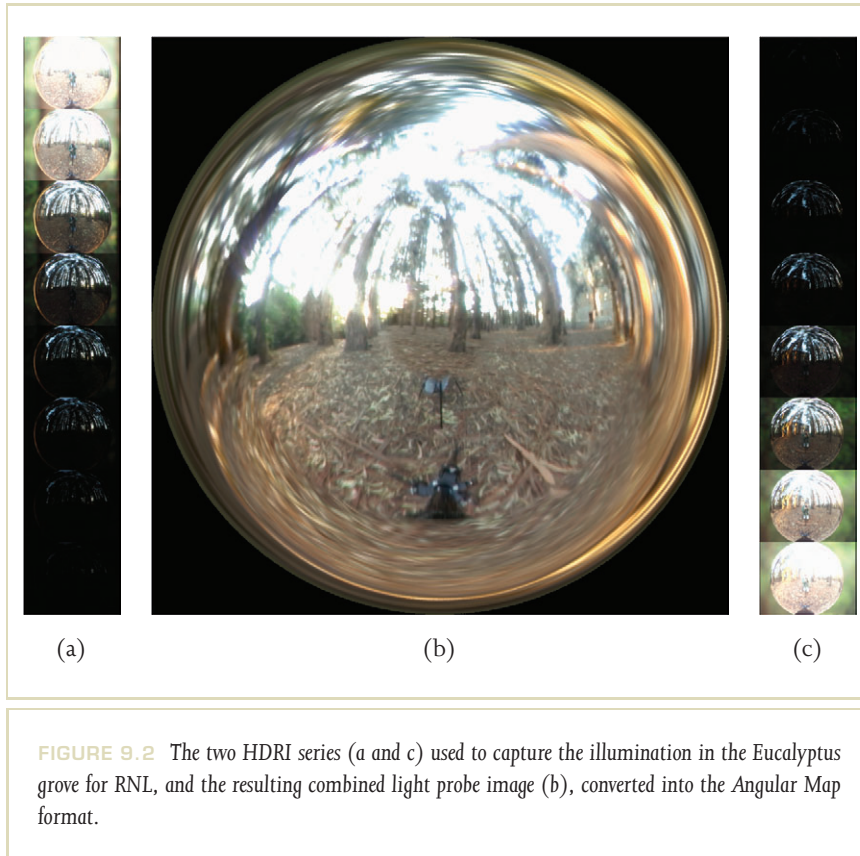 (a)
(b)
(c)
FIGURE 9.2 The two HDRI series (a and c) used to capture the illumination in the Eucalyptus
grove for RNL, and the resulting combined light probe image (b), converted into the Angular Map
format.